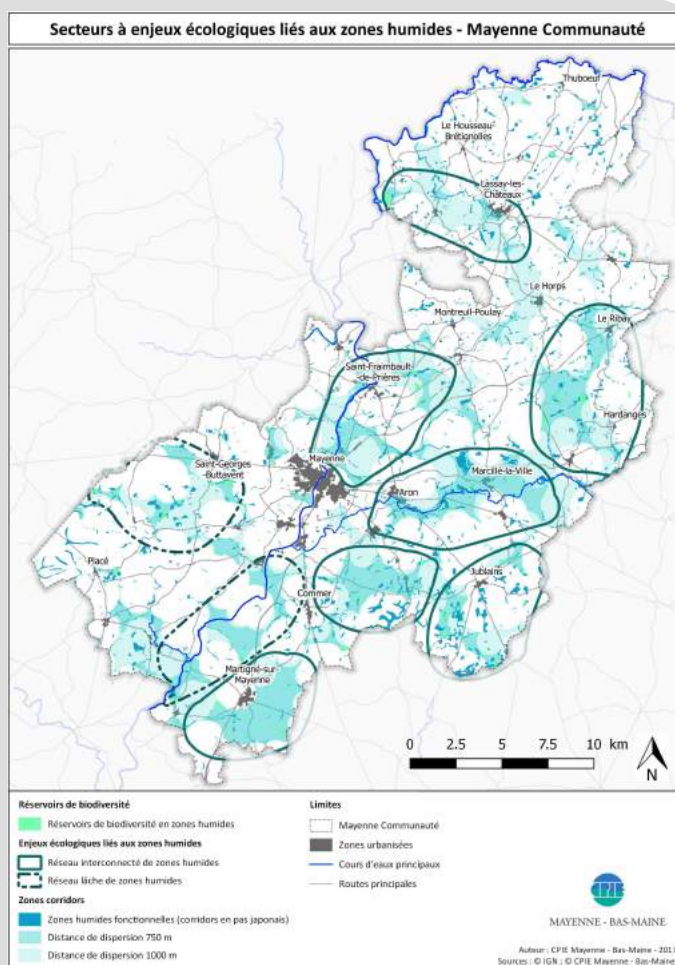 Secteurs à enjeux écologiques liés aux zones humides - Mayenne Communauté
Thuboeuf
Le Housseau-
Brétignolles
Lassay-les-
Châteaux
Le Horps
Montreuil-Poulay
Le Ribay
Saint-Fraimbault
-de-Prières
Hardanges
Mayenne
Saint-Georges-
Buttavent
Marcillé-la-Ville
Aron
Placé
Jublains
Commer
Martigné-sur-
Mayenne
0 2.5 5 7.5 10 km
N
Réservoirs de biodiversité
Réservoirs de biodiversité en zones humides
Enjeux écologiques liés aux zones humides
Réseau interconnecté de zones humides
Réseau lâche de zones humides
Zones corridors
Zones humides fonctionnelles (corridors en pas japonais)
Distance de dispersion 750 m
Distance de dispersion 1000 m
Limites
Mayenne Communauté
Zones urbanisées
Cours d'eaux principaux
Routes principales
CPIE
MAYENNE - BAS-MAINE
Auteur : CPIE Mayenne - Bas-Maine - 201
Sources : © IGN ; © CPIE Mayenne - Bas-Maine